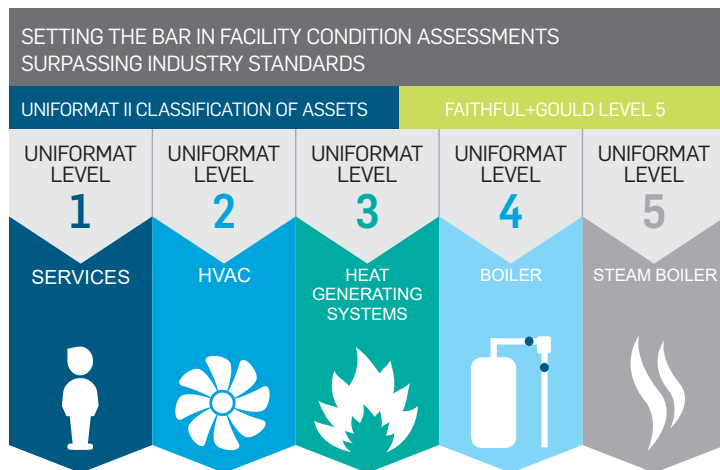 SETTING THE BAR IN FACILITY CONDITION ASSESSMENTS
SURPASSING INDUSTRY STANDARDS
UNIFORMAT II CLASSIFICATION OF ASSETS
FAITHFUL+GOULD LEVEL 5
UNIFORMAT
LEVEL
1
SERVICES
UNIFORMAT
LEVEL
2
HVAC
UNIFORMAT
LEVEL
3
HEAT
GENERATING
SYSTEMS
UNIFORMAT
LEVEL
4
BOILER
UNIFORMAT
LEVEL
5
STEAM BOILER